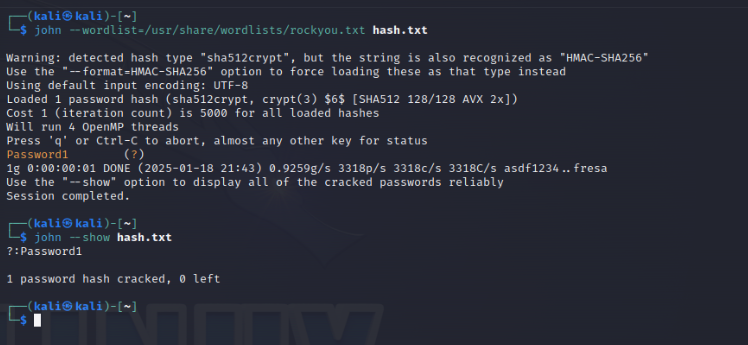 ┌──(kali㉿kali)-[~]
└─$ john --wordlist=/usr/share/wordlists/rockyou.txt hash.txt
Warning: detected hash type "sha512crypt", but the string is also recognized as "HMAC-SHA256"
Use the "--format=HMAC-SHA256" option to force loading these as that type instead
Using default input encoding: UTF-8
Loaded 1 password hash (sha512crypt, crypt(3) $6$ [SHA512 128/128 AVX 2x])
Cost 1 (iteration count) is 5000 for all loaded hashes
Will run 4 OpenMP threads
Press 'q' or Ctrl-C to abort, almost any other key for status
Password1        (?)
1g 0:00:00:01 DONE (2025-01-18 21:43) 0.9259g/s 3318p/s 3318c/s 3318C/s asdf1234..fresa
Use the "--show" option to display all of the cracked passwords reliably
Session completed.
┌──(kali㉿kali)-[~]
└─$ john --show hash.txt
?:Password1
1 password hash cracked, 0 left
┌──(kali㉿kali)-[~]
└─$